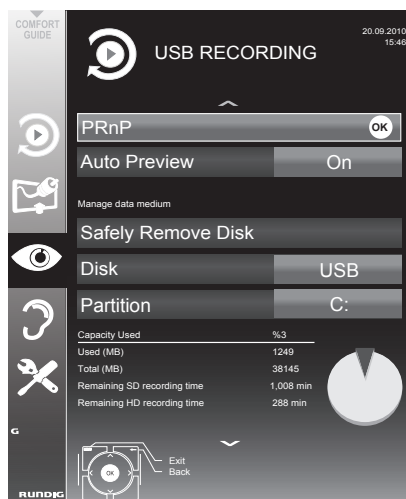 COMFORT
GUIDE
USB RECORDING
20.09.2010
15:46
PRnP
OK
Auto Preview On
Manage data medium
Safely Remove Disk
Disk USB
Partition C:
Capacity Used %3
Used (MB) 1249
Total (MB) 38145
Remaining SD recording time 1,008 min
Remaining HD recording time 288 min
Exit
Back
OK
G
RUNDIG